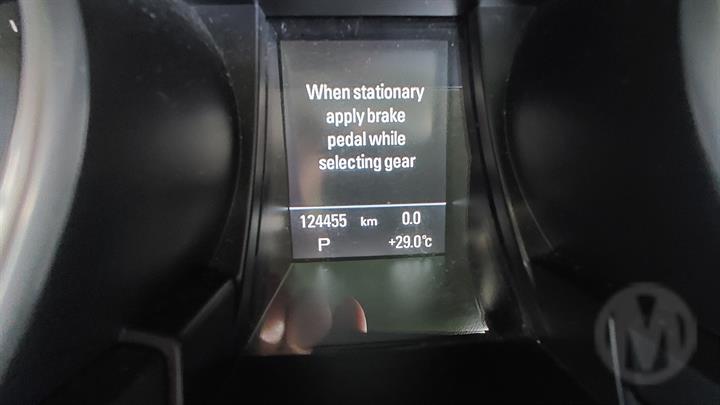 When stationary
apply brake
pedal while
selecting gear
124455 km 0.0
P +29.0°C
M